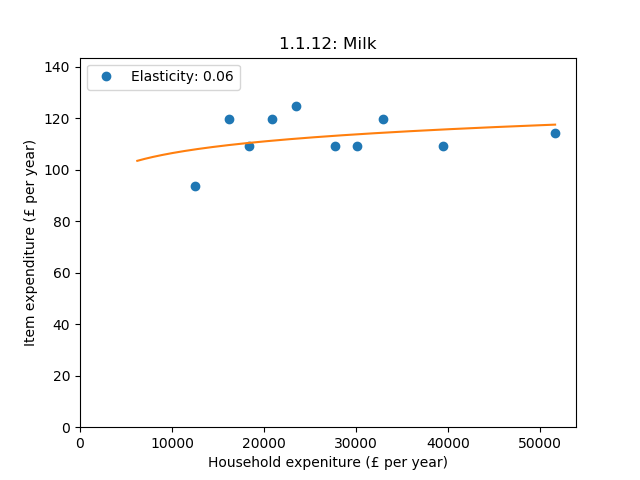 1.1.12: Milk
Elasticity: 0.06
140
120
100
80
60
40
20
0
Item expenditure (£ per year)
0 10000 20000 30000 40000 50000
Household expeniture (£ per year)